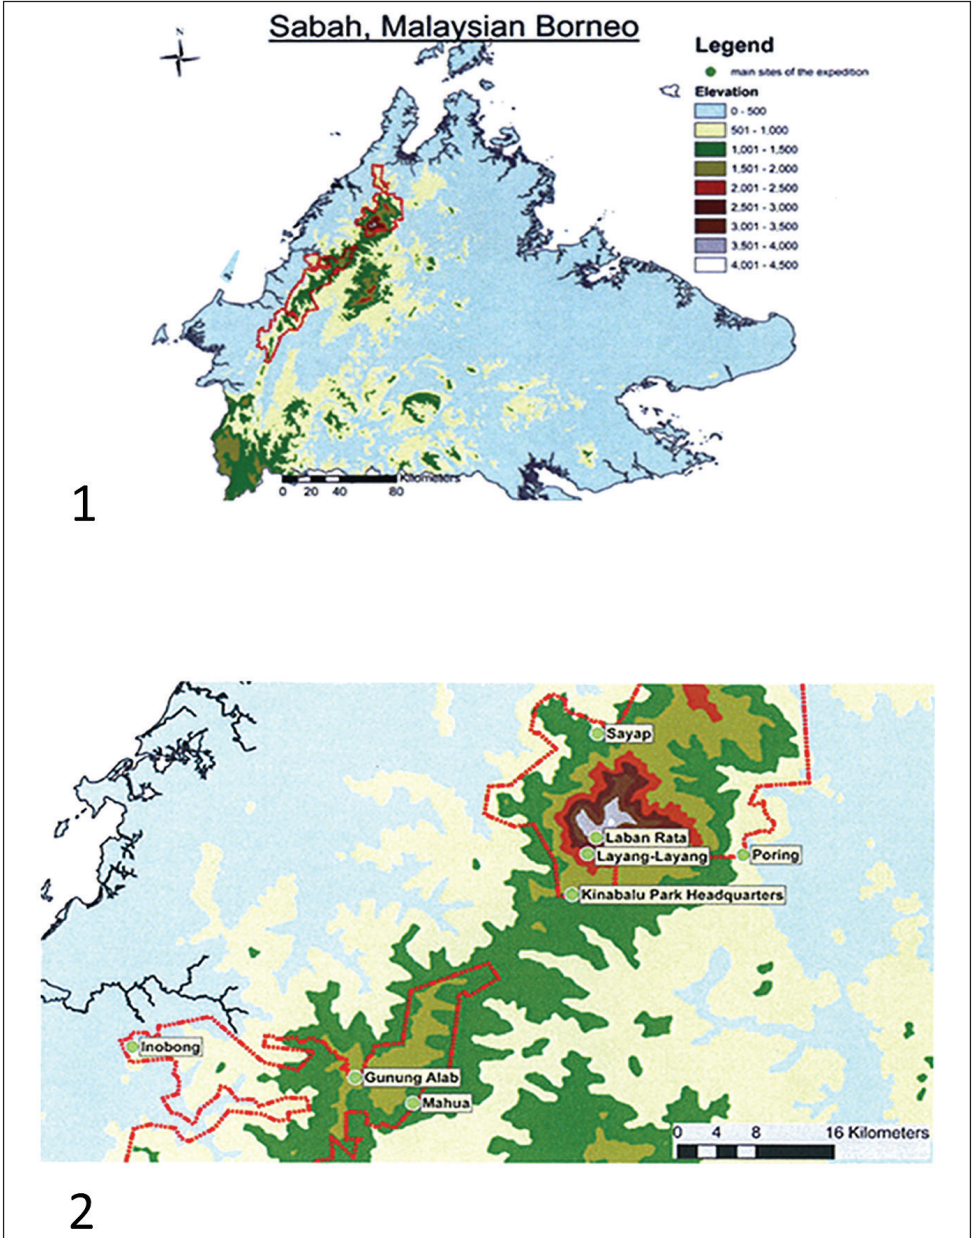 Sabah, Malaysian Borneo
N
Legend
main sites of the expedition
Elevation
0 - 500
501 - 1,000
1,001 - 1,500
1,501 - 2,000
2.001 - 2.500
2.501 - 3,000
3.001 - 3,500
3,501 - 4,000
4,001 - 4,500
Kilometers
0 20 40 80
1
Sayap
Laban Rata
Layang-Layang
Poring
Kinabalu Park Headquarters
Inobong
Gunung Alab
Mahua
0 4 8 16 Kilometers
2